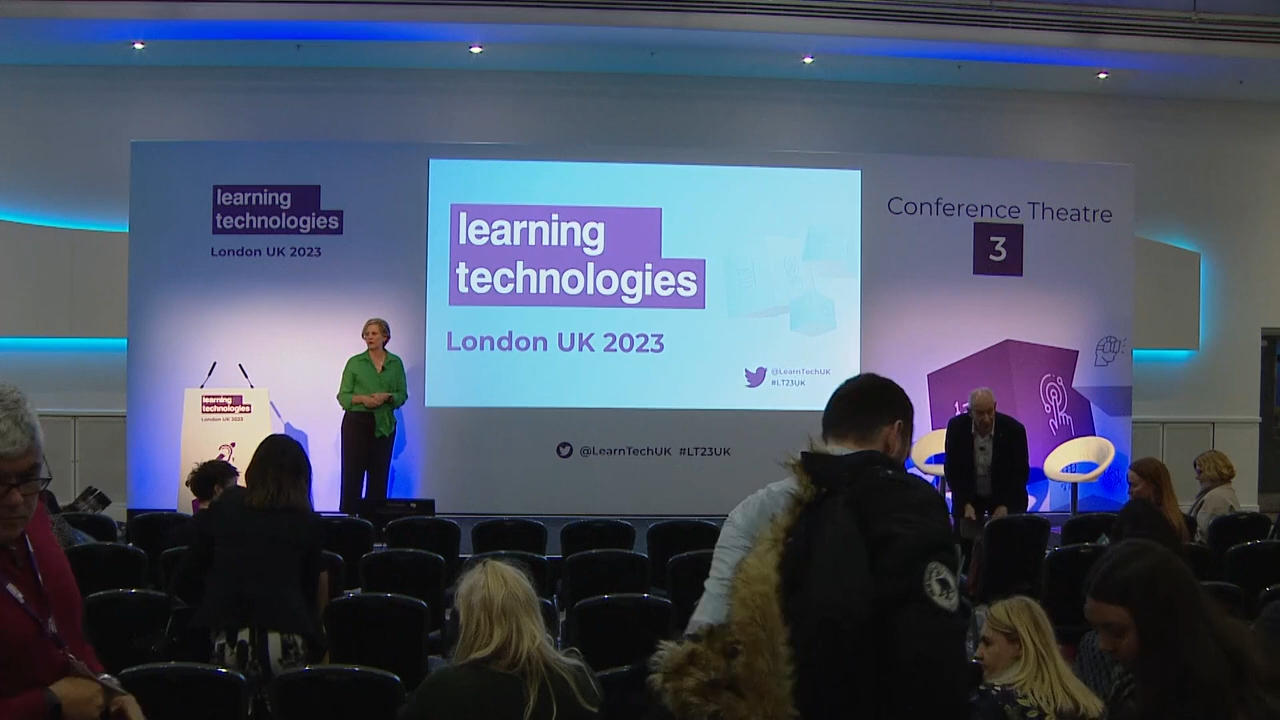 learning
technologies
London UK 2023
learning
technologies
London UK 2023
@LearnTechUK
#LT23UK
Conference Theatre
3
learning
technologies
London UK 2023
@LearnTechUK #LT23UK